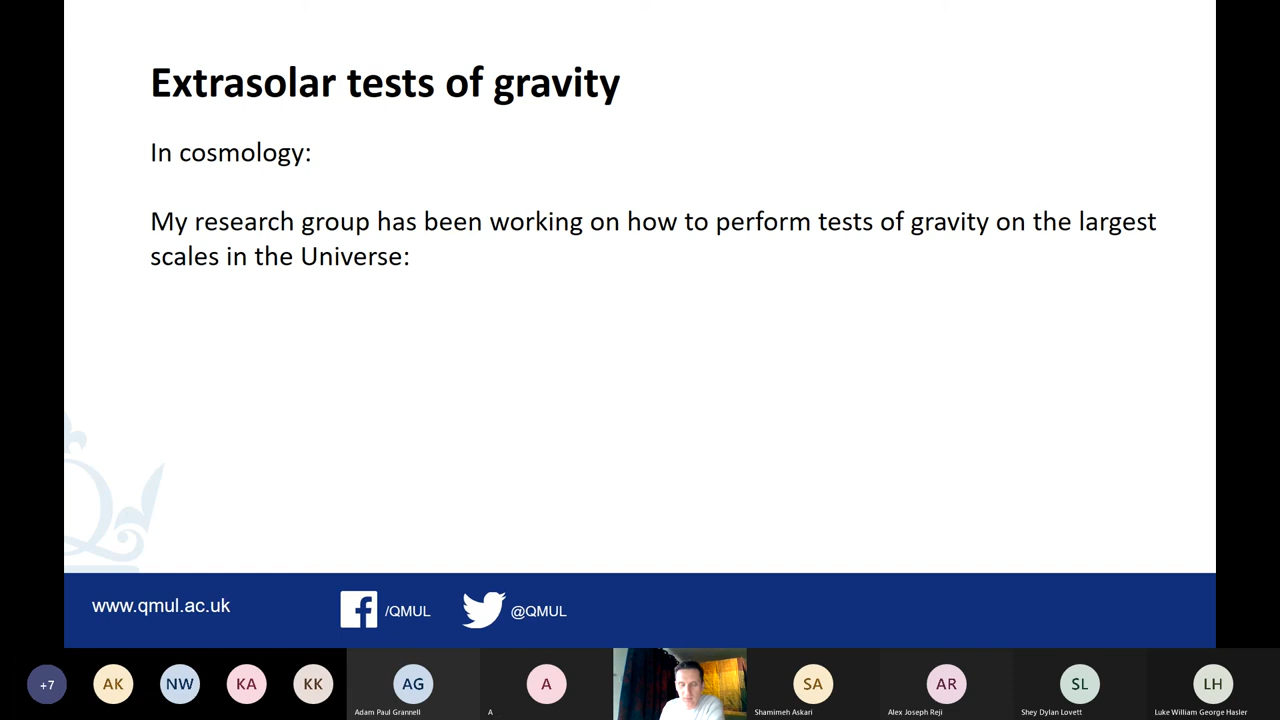 Extrasolar tests of gravity
In cosmology:
My research group has been working on how to perform tests of gravity on the largest
scales in the Universe:
www.qmul.ac.uk
/QMUL
@QMUL
+7
AK
NW
KA
KK
AG
Adam Paul Grannell
A
A
SA
Shamimeh Askari
AR
Alex Joseph Reji
SL
Shey Dylan Lovett
LH
Luke William George Hasler